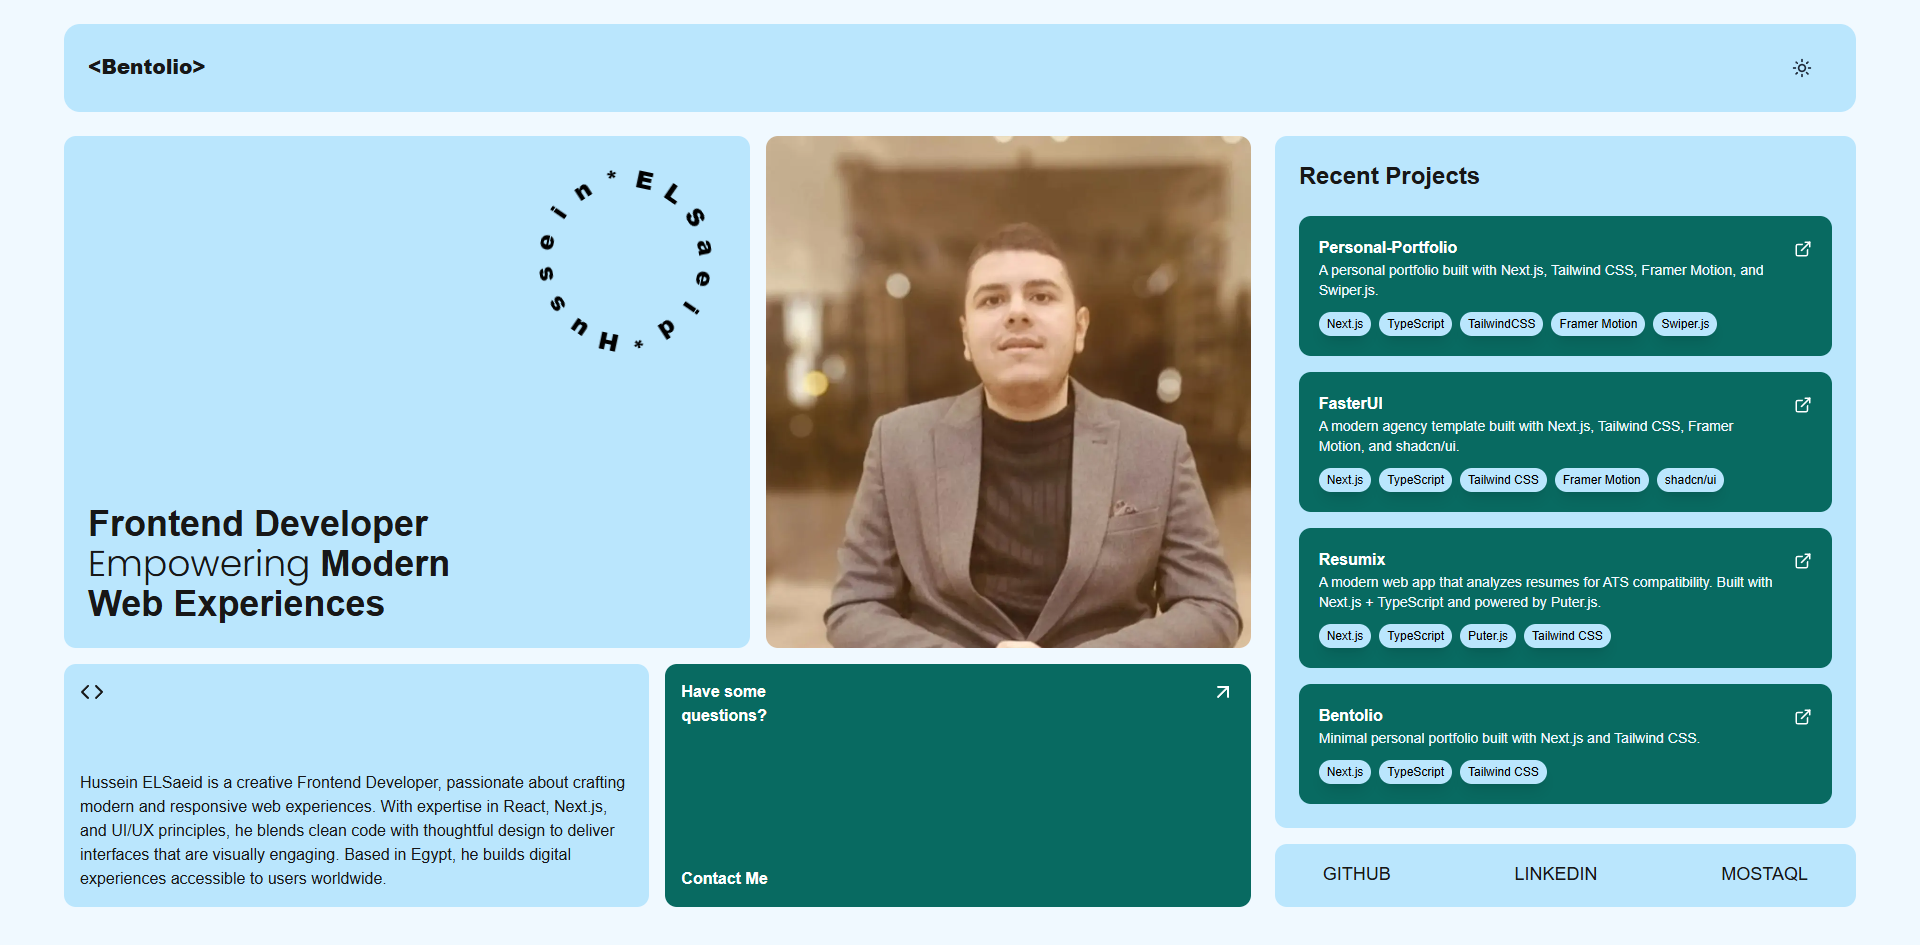 <Bentolio>
Hussein*ELSaeid*
Frontend Developer
Empowering Modern
Web Experiences
Hussein ELSaeid is a creative Frontend Developer, passionate about crafting
modern and responsive web experiences. With expertise in React, Next.js,
and UI/UX principles, he blends clean code with thoughtful design to deliver
interfaces that are visually engaging. Based in Egypt, he builds digital
experiences accessible to users worldwide.
Have some
questions?
Contact Me
Recent Projects
Personal-Portfolio
A personal portfolio built with Next.js, Tailwind CSS, Framer Motion, and
Swiper.js.
Next.js TypeScript TailwindCSS Framer Motion Swiper.js
FasterUI
A modern agency template built with Next.js, Tailwind CSS, Framer
Motion, and shadcn/ui.
Next.js TypeScript Tailwind CSS Framer Motion shadcn/ui
Resumix
A modern web app that analyzes resumes for ATS compatibility. Built with
Next.js + TypeScript and powered by Puter.js.
Next.js TypeScript Puter.js Tailwind CSS
Bentolio
Minimal personal portfolio built with Next.js and Tailwind CSS.
Next.js TypeScript Tailwind CSS
GITHUB LINKEDIN MOSTAQL